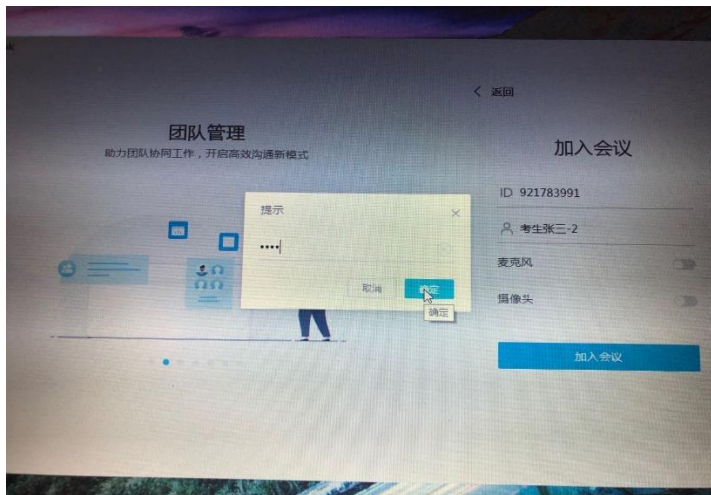 返回
团队管理
助力团队协同工作，开启高效沟通新模式
加入会议
ID 921783991
考生张三-2
麦克风
摄像头
加入会议
提示
••••
取消
确定
确定